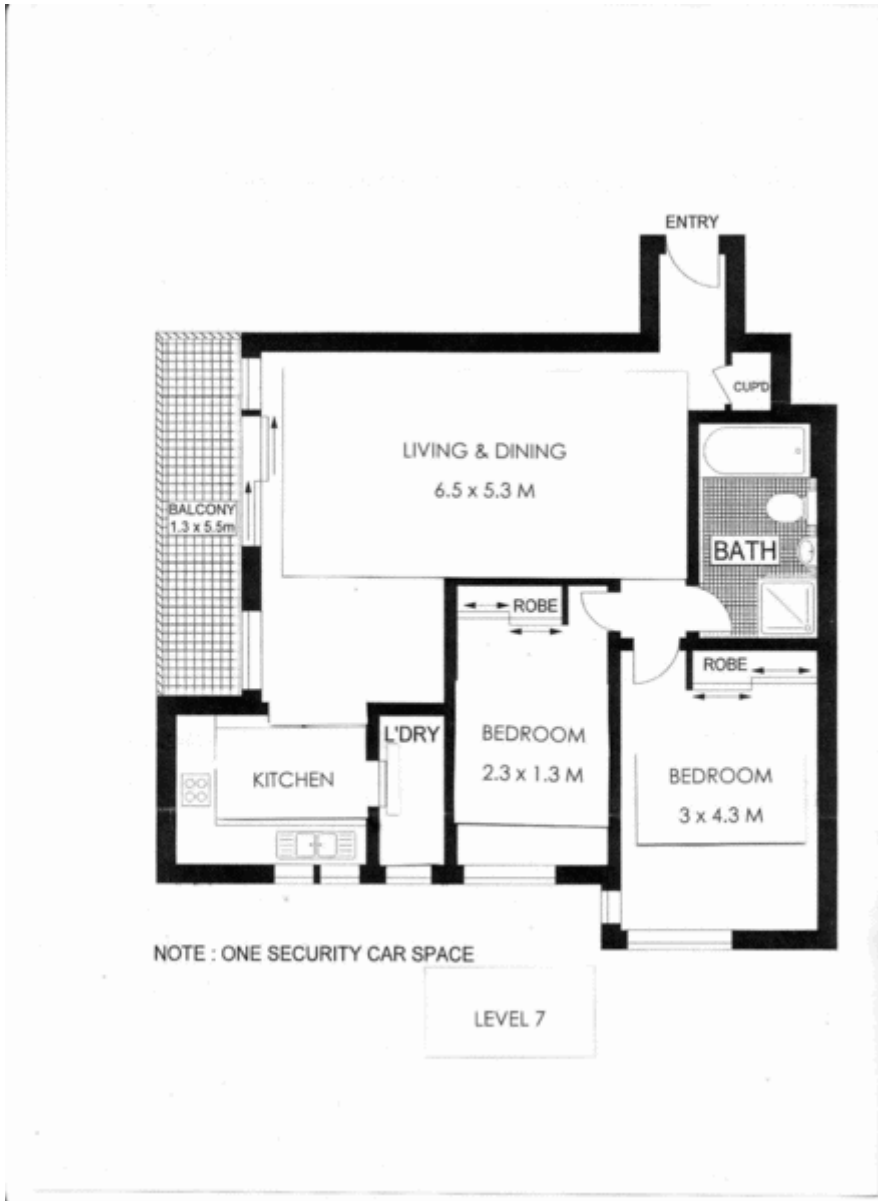 ENTRY
CUP'D
LIVING & DINING
6.5 x 5.3 M
BALCONY
1.3 x 5.5m
BATH
ROBE
ROBE
L'DRY
BEDROOM
2.3 x 1.3 M
KITCHEN
BEDROOM
3 x 4.3 M
NOTE : ONE SECURITY CAR SPACE
LEVEL 7